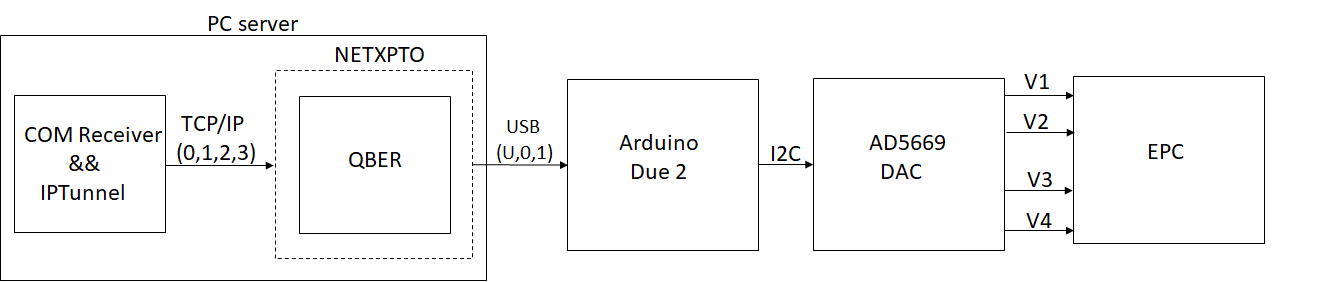 PC server
NETXPTO
COM Receiver
&&
IPTunnel
TCP/IP
(0,1,2,3)
QBER
USB
(U,0,1)
Arduino
Due 2
I2C
AD5669
DAC
V1
V2
V3
V4
EPC